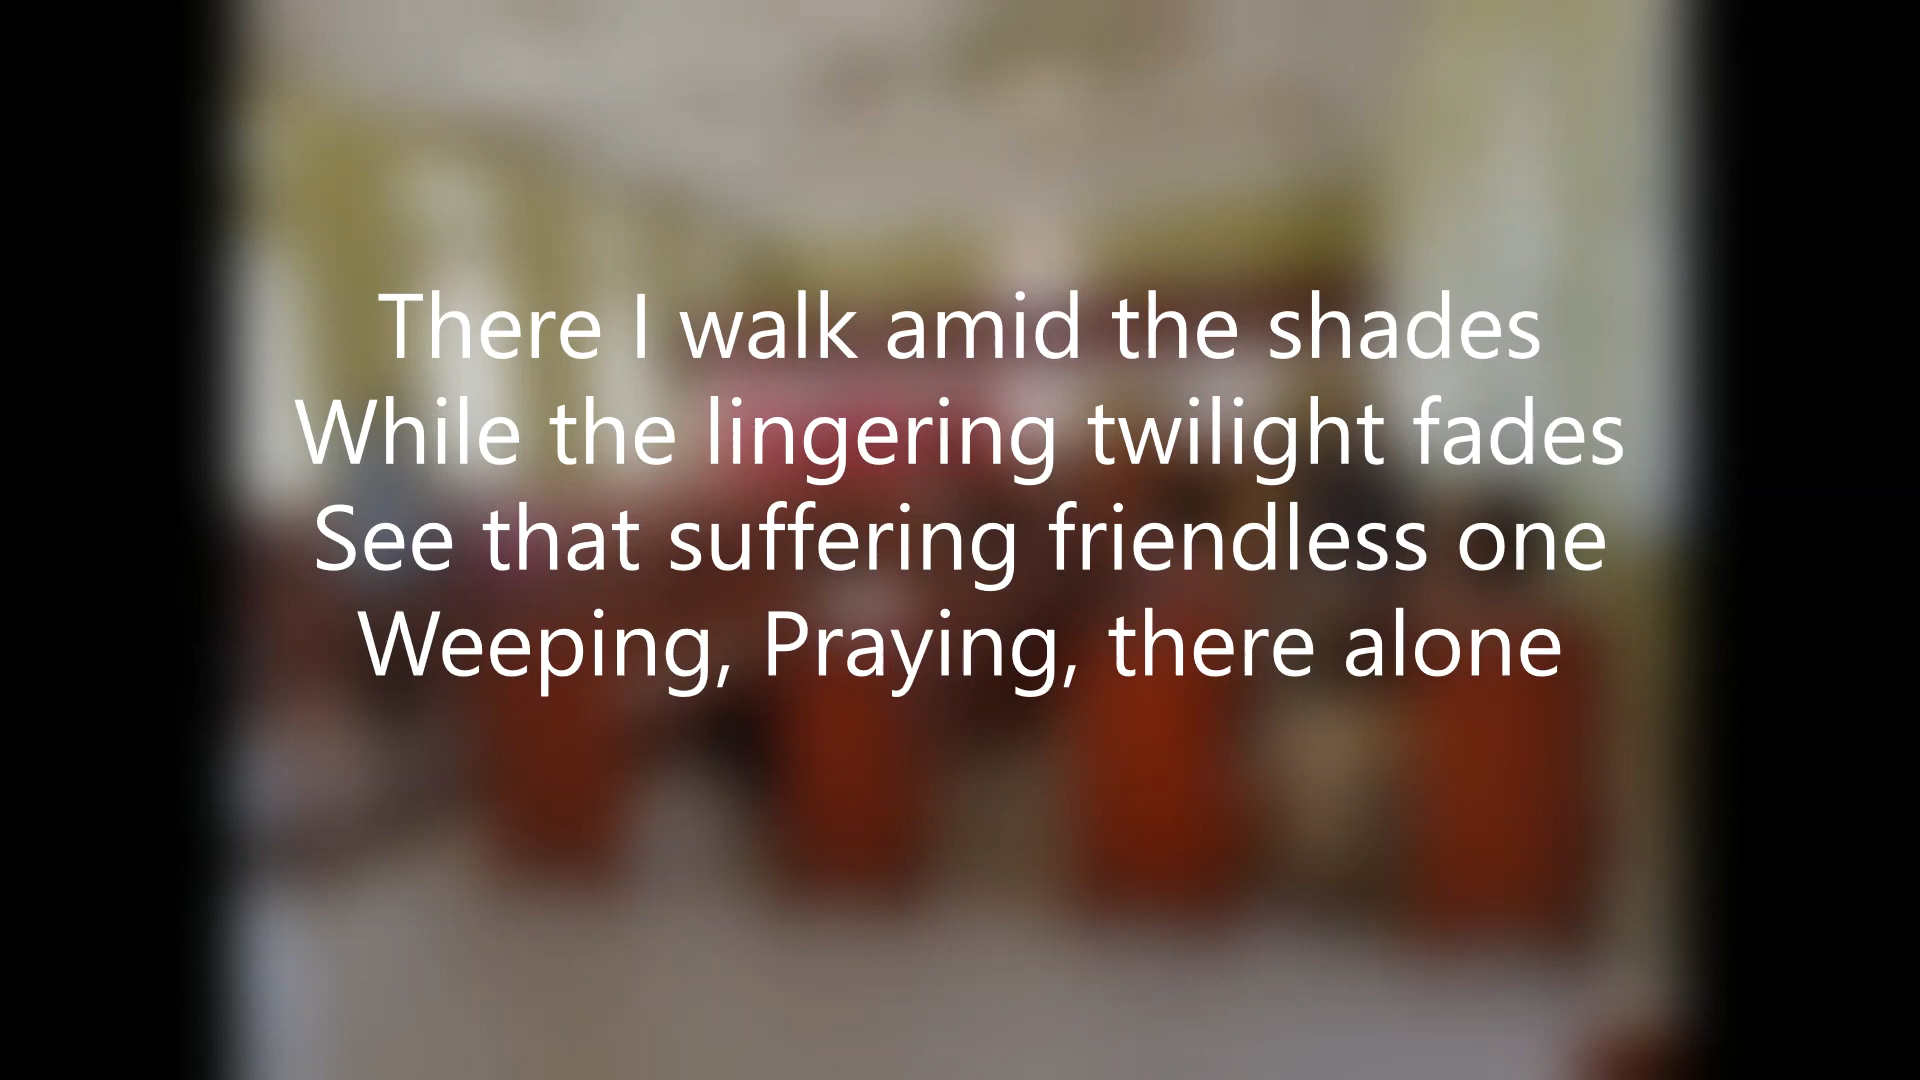 There I walk amid the shades
While the lingering twilight fades
See that suffering friendless one
Weeping, Praying, there alone